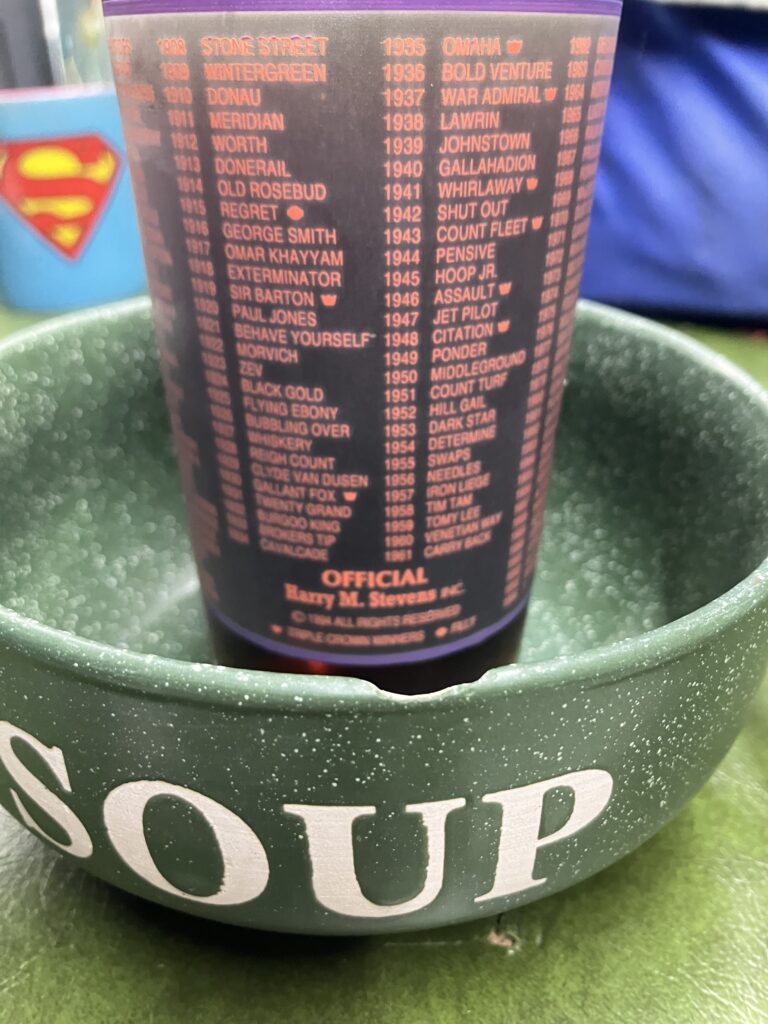 1908 STONE STREET
1909 WINTERGREEN
1910 DONAU
1911 MERIDIAN
1912 WORTH
1913 DONERAIL
1914 OLD ROSEBUD
1915 REGRET
1916 GEORGE SMITH
1917 OMAR KHAYYAM
1918 EXTERMINATOR
1919 SIR BARTON
1920 PAUL JONES
1921 BEHAVE YOURSELF
1922 MORVICH
1923 ZEV
BLACK GOLD
FLYING EBONY
BUBBLING OVER
WHISKERY
REIGH COUNT
CLYDE VAN DUSEN
GALLANT FOX
TWENTY GRAND
BURGOO KING
BROKERS TIP
CAVALCADE
1935 OMAHA
1936 BOLD VENTURE
1937 WAR ADMIRAL
1938 LAWRIN
1939 JOHNSTOWN
1940 GALLAHADION
1941 WHIRLAWAY
1942 SHUT OUT
1943 COUNT FLEET
1944 PENSIVE
1945 HOOP JR.
1946 ASSAULT
1947 JET PILOT
1948 CITATION
1949 PONDER
1950 MIDDLEGROUND
1951 COUNT TURF
1952 HILL GAIL
1953 DARK STAR
1954 DETERMINE
1955 SWAPS
1956 NEEDLES
1957 IRON LIEGE
1958 TIM TAM
1959 TOMY LEE
1960 VENETIAN WAY
1961 CARRY BACK
OFFICIAL
Harry M. Stevens INC.
© 1994 ALL RIGHTS RESERVED
TRIPLE CROWN WINNERS FILLY
SOUP